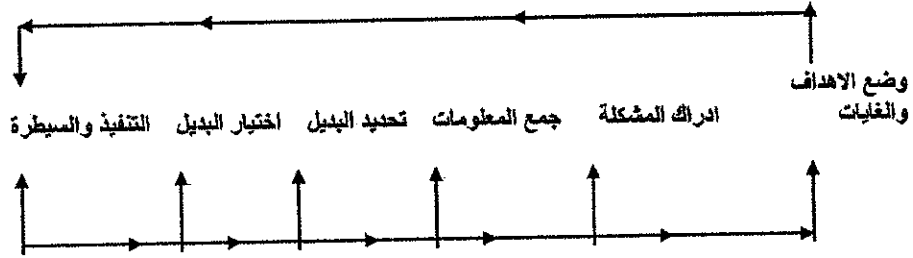 وضع الاهداف
والغايات
ادراك المشكلة
جمع المعلومات
تحديد البديل
اختيار البديل
التنفيذ والسيطرة